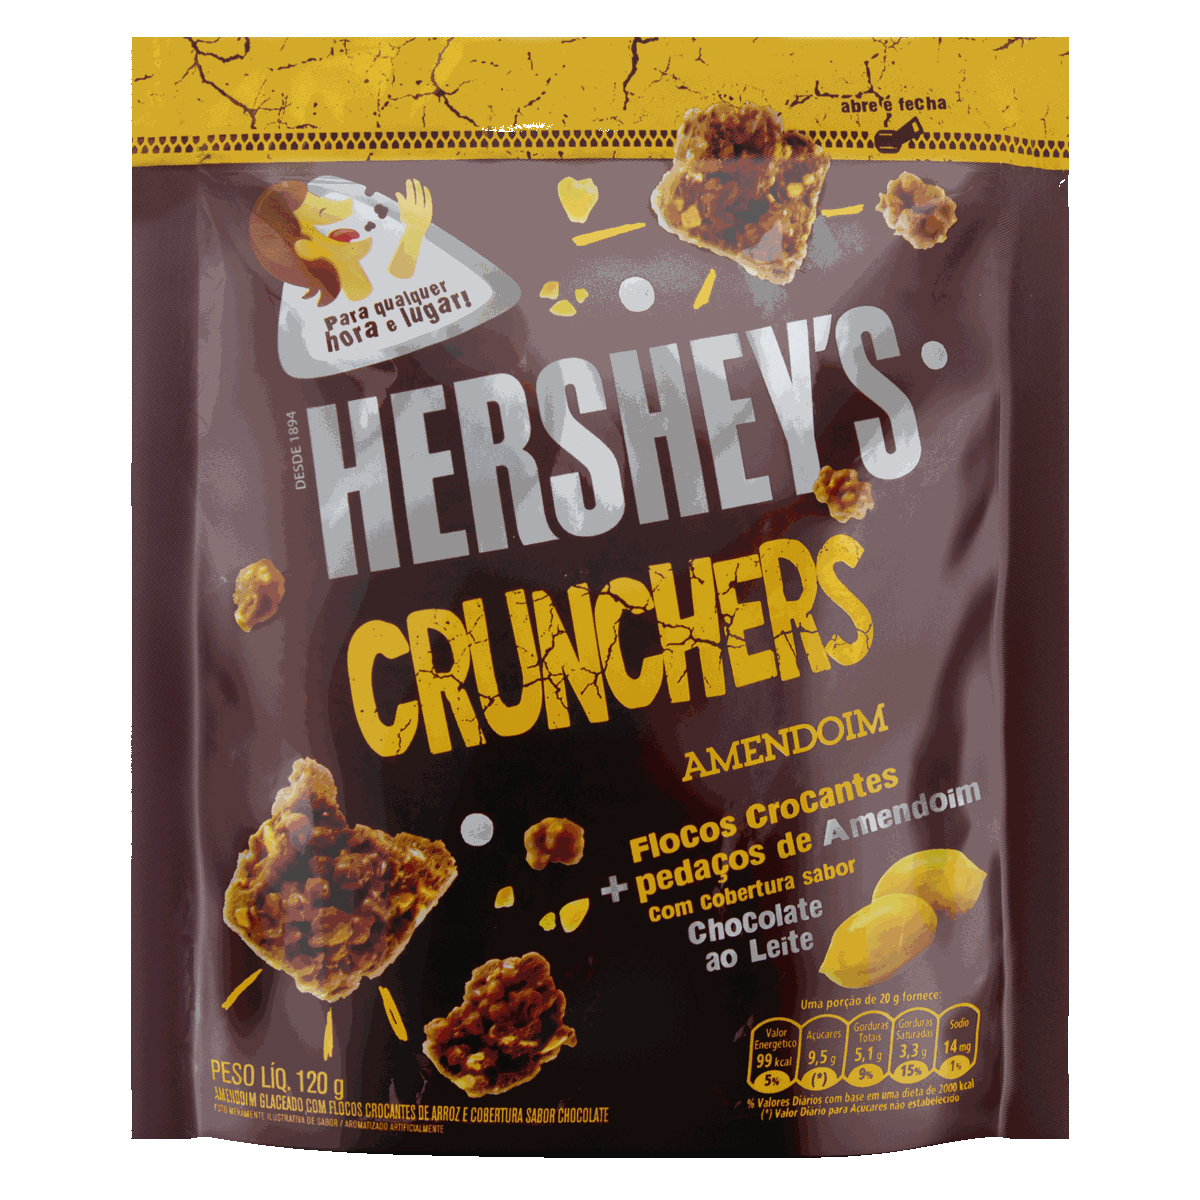 abre e fecha
Para qualquer
hora e lugar!
DESDE 1894
HERSHEY'S
CRUNCHERS
AMENDOIM
Flocos Crocantes
+ pedaços de Amendoim
com cobertura sabor
Chocolate
ao Leite
Uma porção de 20 g fornece:
Valor Energético 99 kcal 5%
Açucares 9,5 g (*)
Gorduras Totais 5,1 g 9%
Gorduras Saturadas 3,3 g 15%
Sodio 14 mg 1%
% Valores Diários com base em uma dieta de 2000 kcal
(*) Valor Diário para Açucares não estabelecido
PESO LÍQ. 120 g
AMENDOIM GLACEADO COM FLOCOS CROCANTES DE ARROZ E COBERTURA SABOR CHOCOLATE
FOTO MERAMENTE ILUSTRATIVA DE SABOR / AROMATIZADO ARTIFICIALMENTE